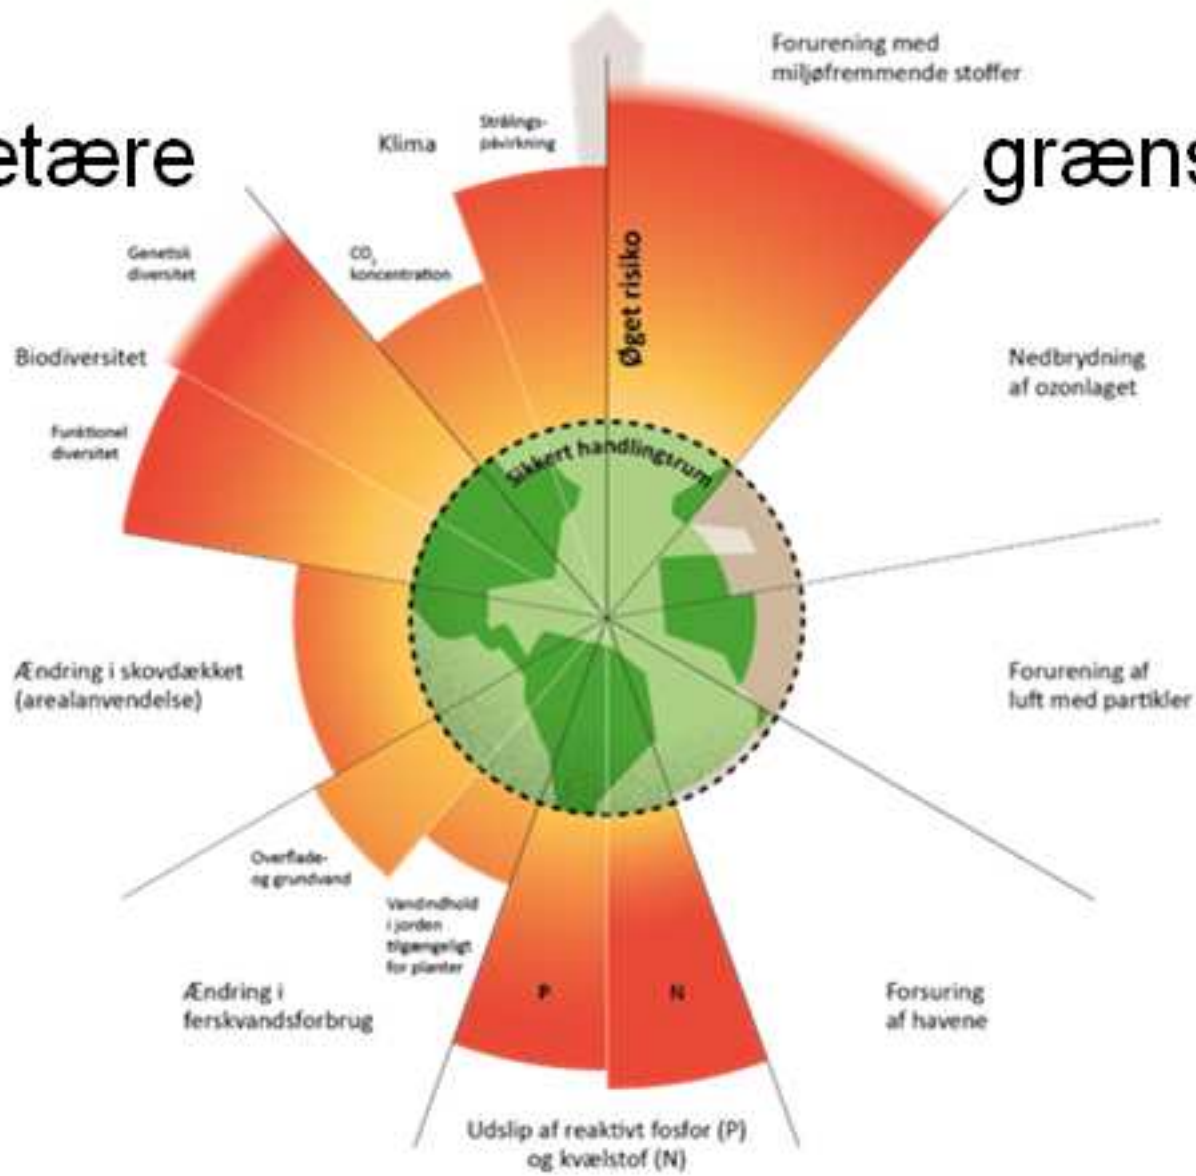 Forurening med
miljøfremmende stoffer
Strålings-
påvirkning
Klima
etære
græns
Genetisk
diversitet
CO₂
koncentration
Øget risiko
Biodiversitet
Nedbrydning
af ozonlaget
Funktionel
diversitet
Sikkert handlingsrum
Ændring i skovdækket
(arealanvendelse)
Forurening af
luft med partikler
Overflade-
og grundvand
Vandindhold
i jorden
tilgængeligt
for planter
Ændring i
ferskvandsforbrug
P
N
Forsuring
af havene
Udslip af reaktivt fosfor (P)
og kvælstof (N)